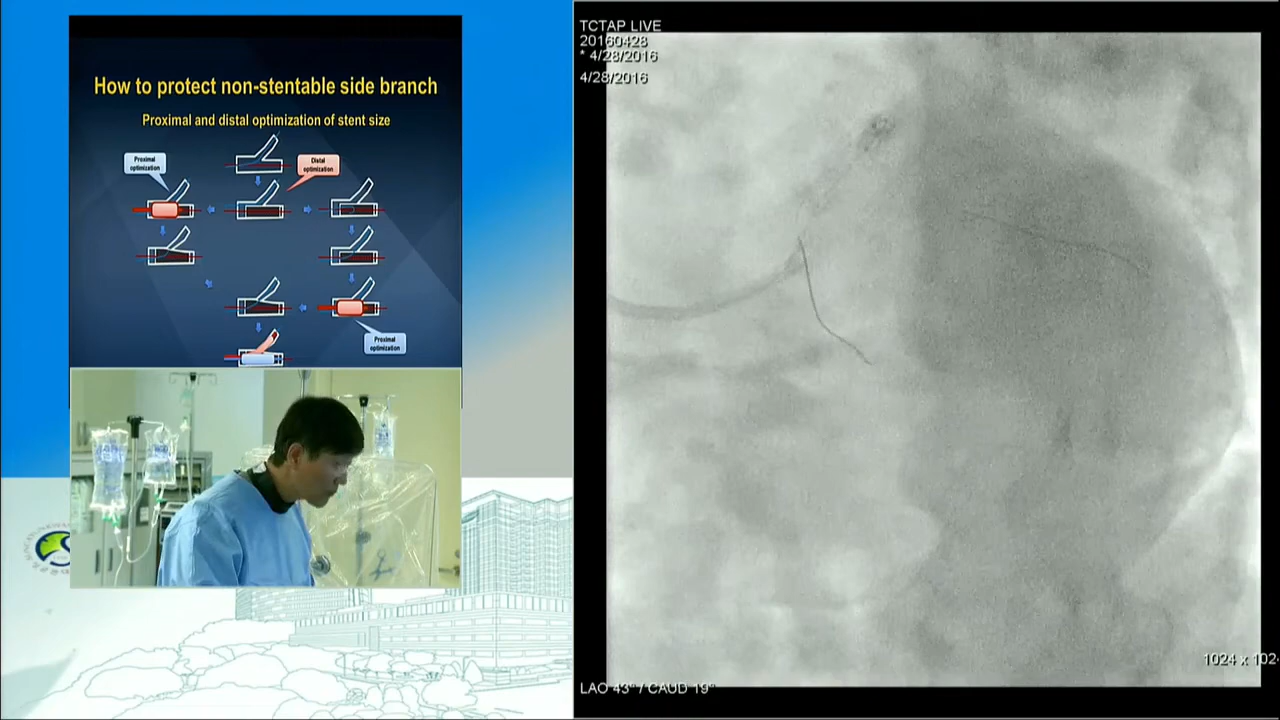 How to protect non-stentable side branch
Proximal and distal optimization of stent size
Proximal
optimization
Distal
optimization
Proximal
optimization
TCTAP LIVE
20160428
* 4/28/2016
4/28/2016
1024 x 102
LAO 43° / CAUD 19°